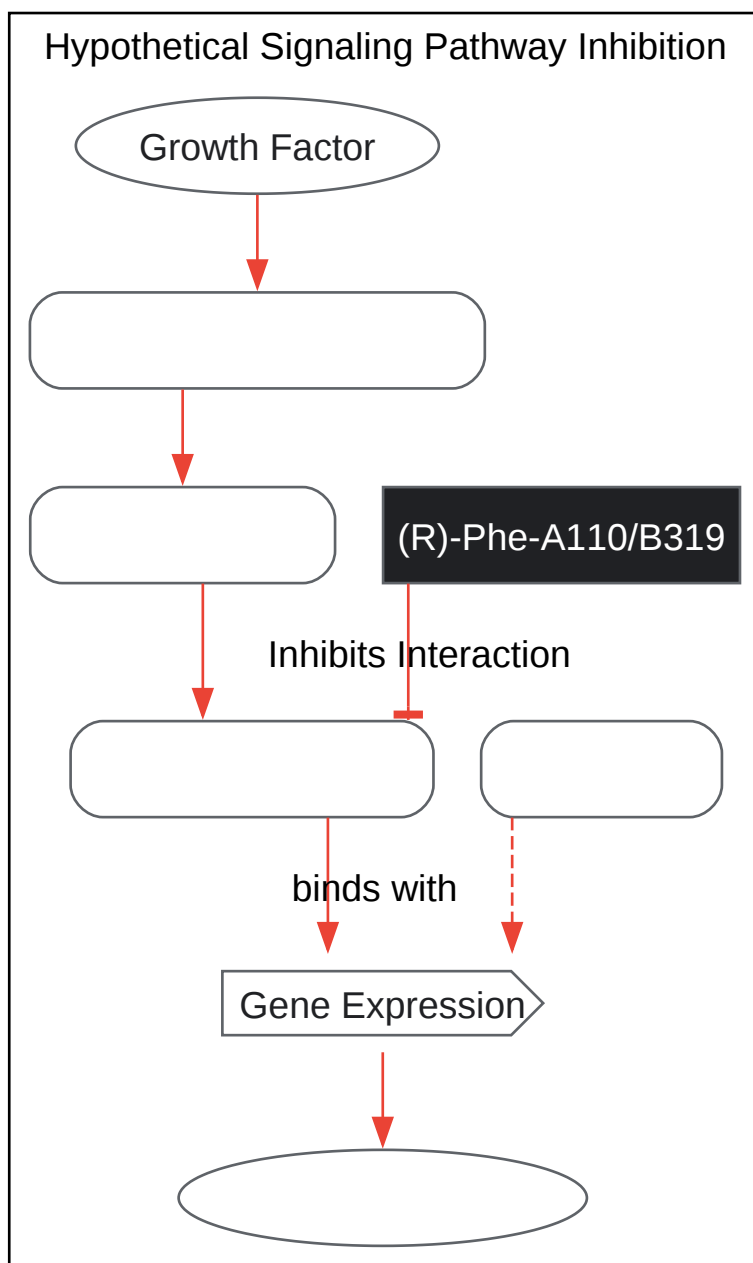 Hypothetical Signaling Pathway Inhibition
Growth Factor
(R)-Phe-A110/B319
Inhibits Interaction
binds with
Gene Expression